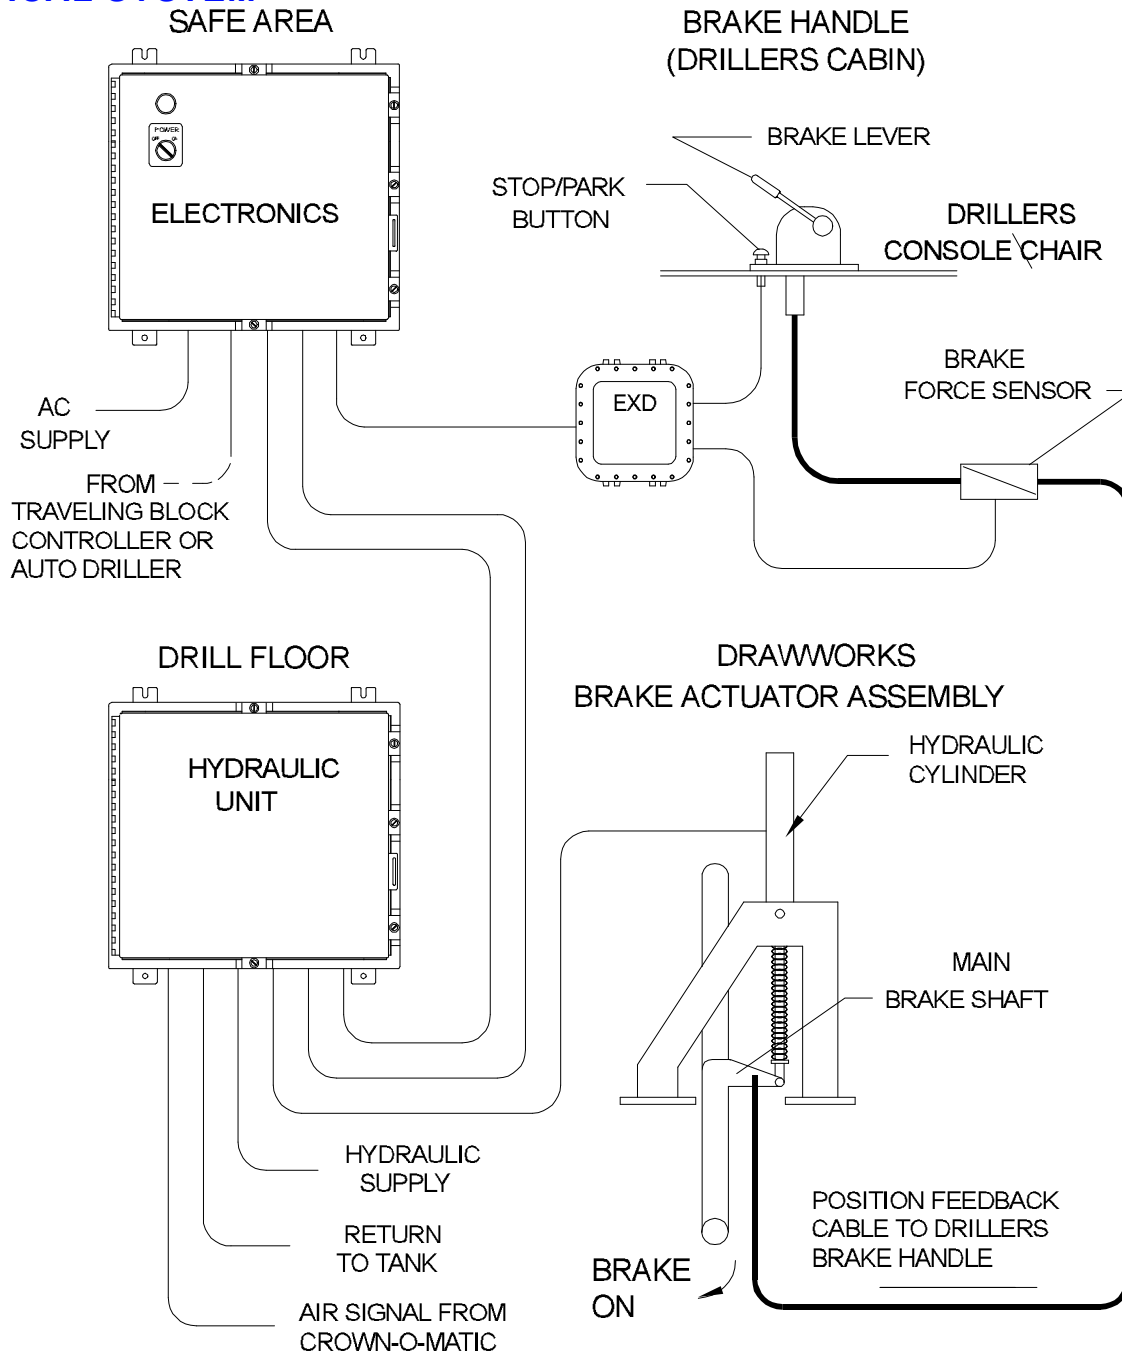 SAFE AREA
BRAKE HANDLE
(DRILLERS CABIN)
POWER
OFF ON
ELECTRONICS
BRAKE LEVER
STOP/PARK
BUTTON
DRILLERS
CONSOLE CHAIR
BRAKE
FORCE SENSOR
EXD
AC
SUPPLY
FROM
TRAVELING BLOCK
CONTROLLER OR
AUTO DRILLER
DRILL FLOOR
HYDRAULIC
UNIT
DRAWWORKS
BRAKE ACTUATOR ASSEMBLY
HYDRAULIC
CYLINDER
MAIN
BRAKE SHAFT
HYDRAULIC
SUPPLY
RETURN
TO TANK
AIR SIGNAL FROM
CROWN-O-MATIC
BRAKE
ON
POSITION FEEDBACK
CABLE TO DRILLERS
BRAKE HANDLE